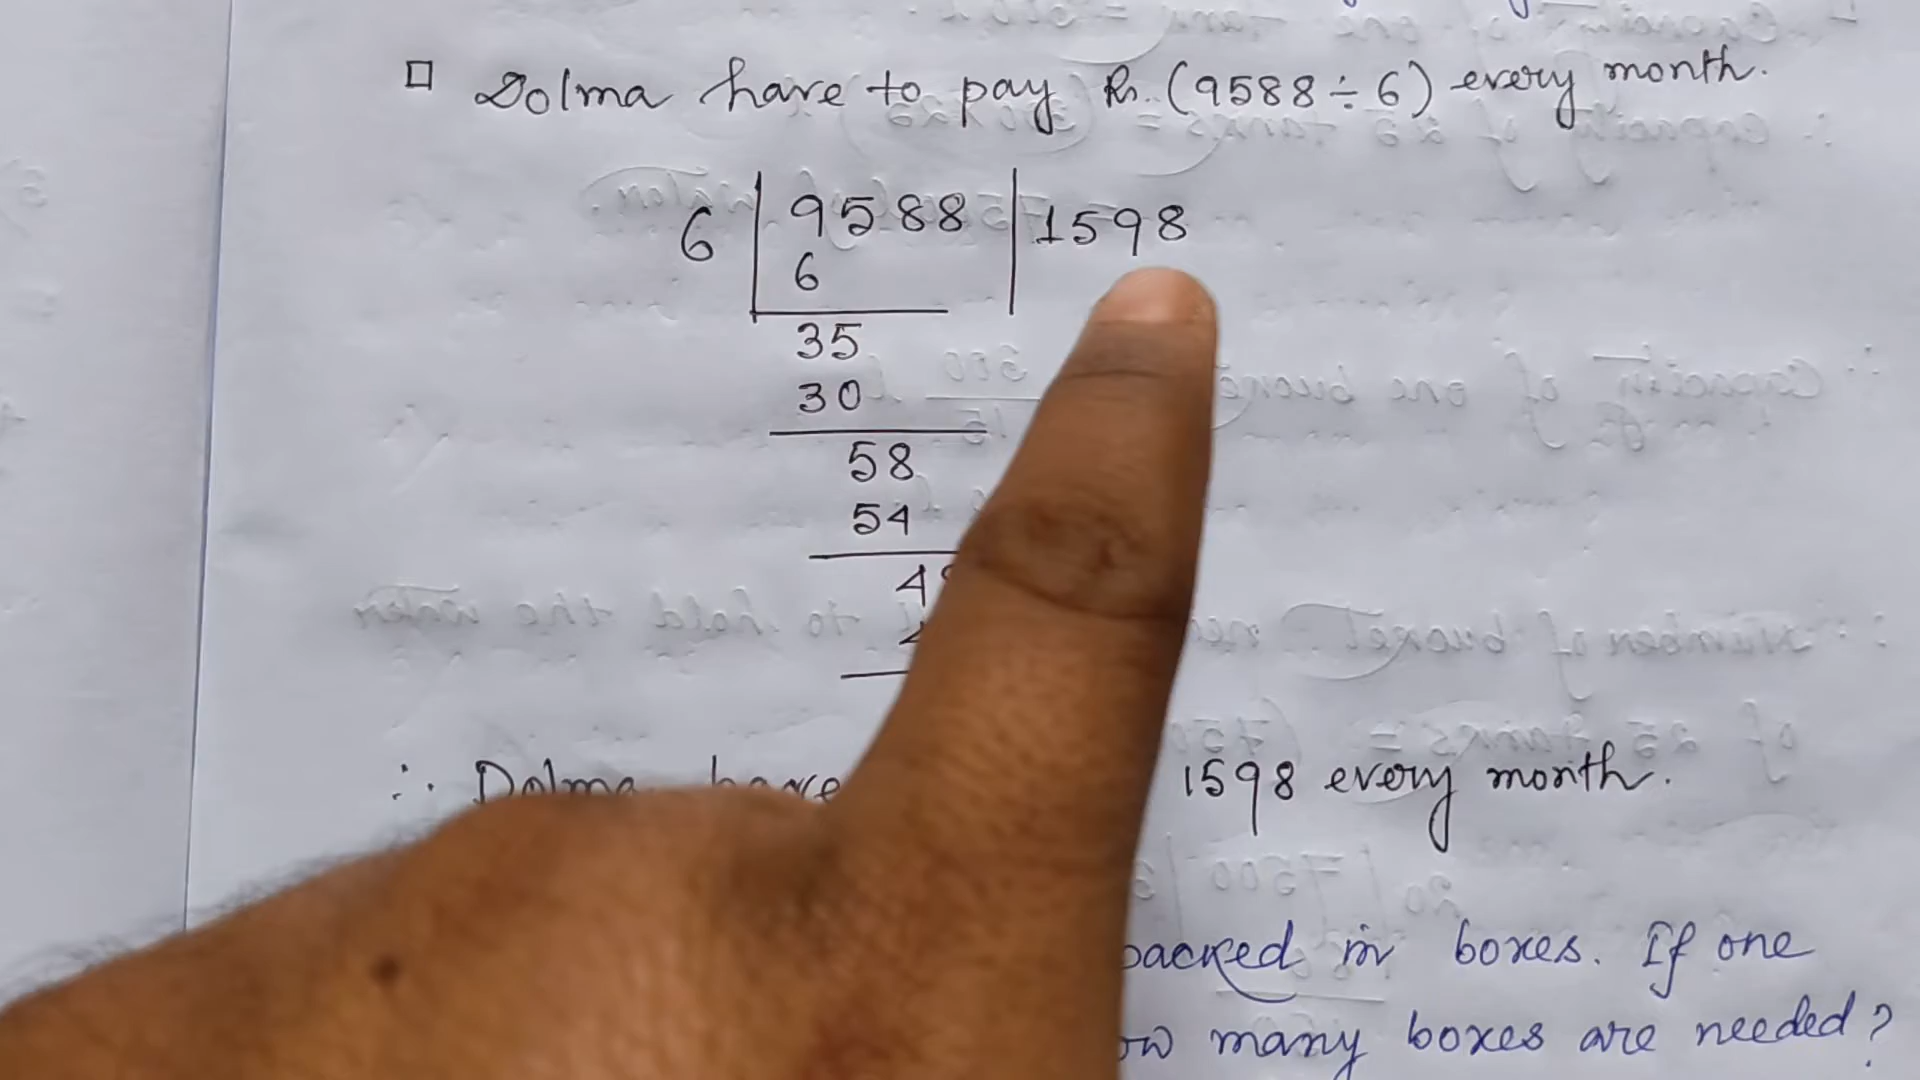 □ Dolma have to pay Rs. (9588 ÷ 6) every month.
6 | 9588 | 1598
6
35
30
58
54
4
∴ Dolma have 1598 every month.
packed in boxes. If one
many boxes are needed?